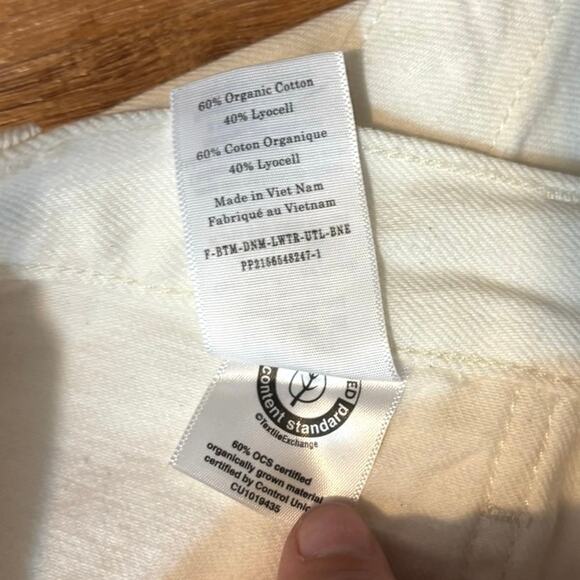 60% Organic Cotton
40% Lyocell
60% Coton Organique
40% Lyocell
Made in Viet Nam
Fabriqué au Vietnam
F-BTM-DNM-LWTR-UTL-BNE
PP2156548247-1
content standard
©TextileExchange
60% OCS certified
organically grown material
certified by Control
CU1019435